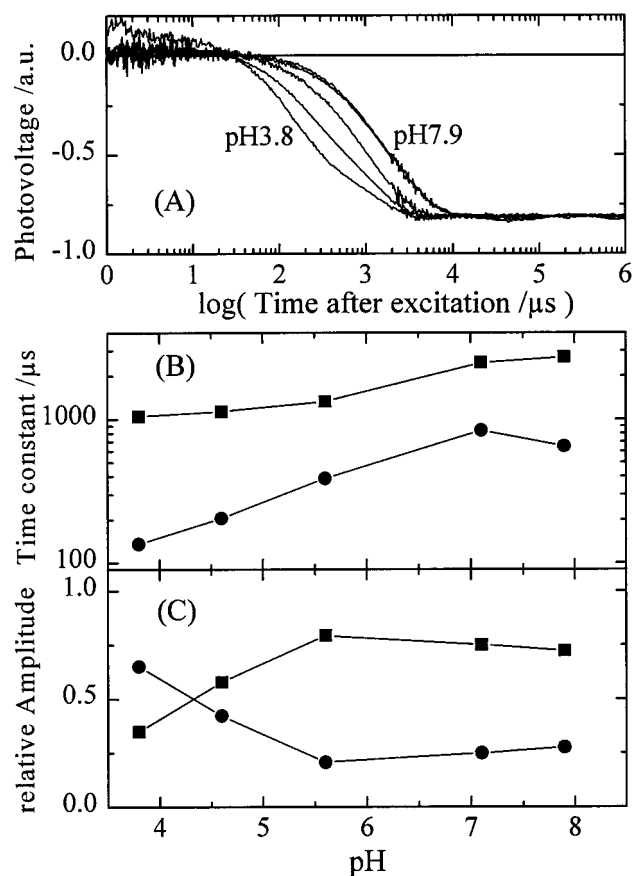 Photovoltage /a.u.
0.0
-0.5
-1.0
pH3.8
pH7.9
(A)
0 1 2 3 4 5 6
log( Time after excitation /µs )
Time constant /µs
(B)
1000
100
relative Amplitude
(C)
1.0
0.5
0.0
4 5 6 7 8
pH